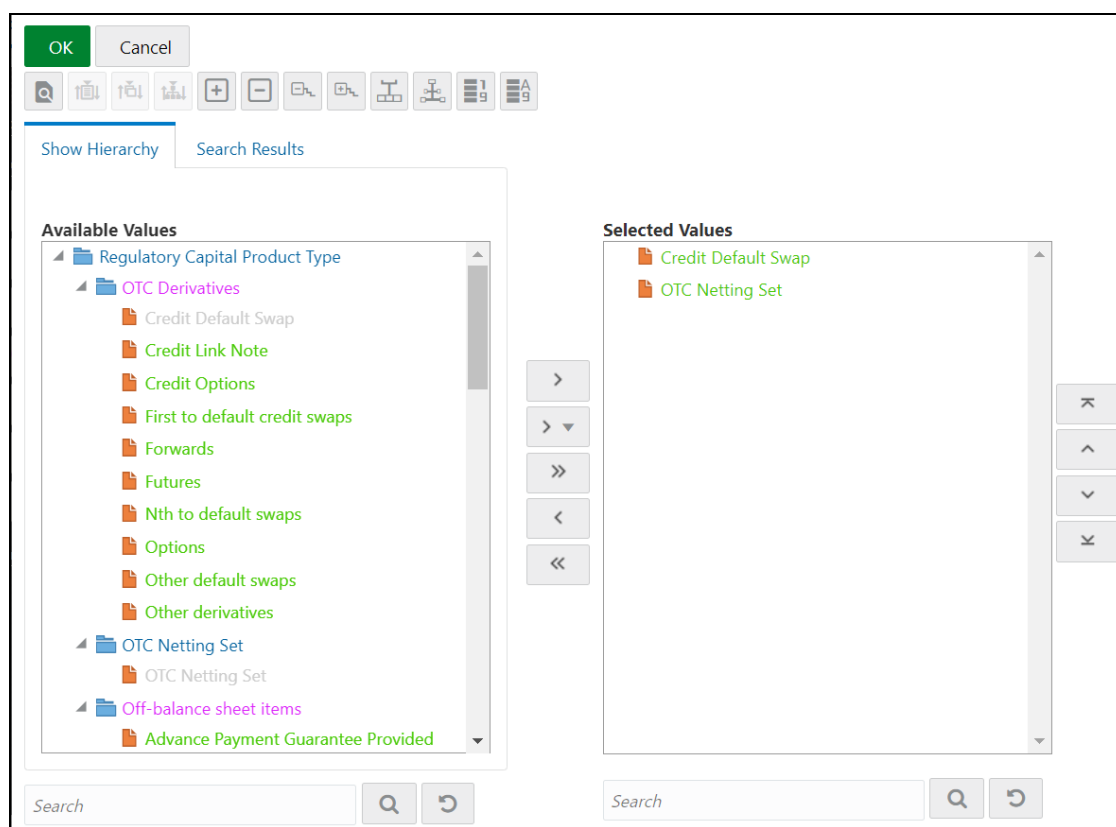 OK Cancel
Show Hierarchy Search Results
Available Values
Regulatory Capital Product Type
OTC Derivatives
Credit Default Swap
Credit Link Note
Credit Options
First to default credit swaps
Forwards
Futures
Nth to default swaps
Options
Other default swaps
Other derivatives
OTC Netting Set
OTC Netting Set
Off-balance sheet items
Advance Payment Guarantee Provided
Search
Selected Values
Credit Default Swap
OTC Netting Set
Search